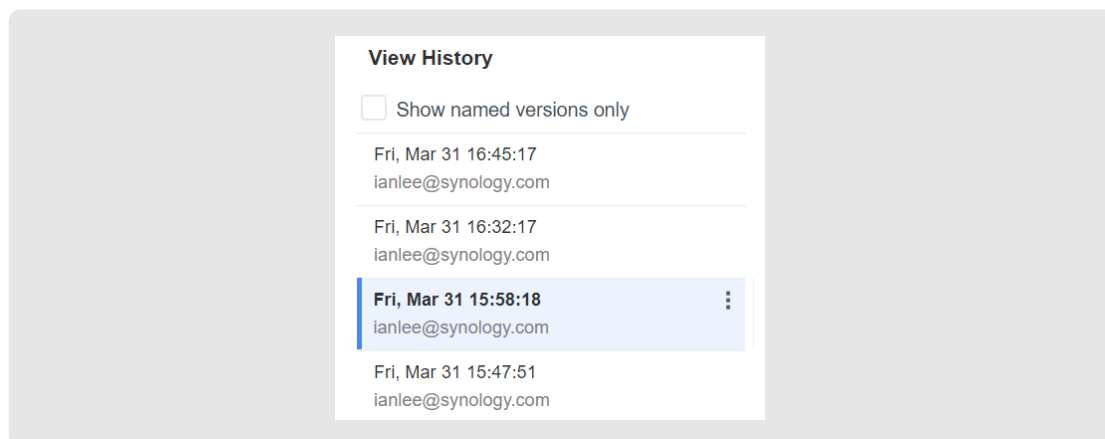 View History
Show named versions only
Fri, Mar 31 16:45:17
ianlee@synology.com
Fri, Mar 31 16:32:17
ianlee@synology.com
Fri, Mar 31 15:58:18
ianlee@synology.com
Fri, Mar 31 15:47:51
ianlee@synology.com